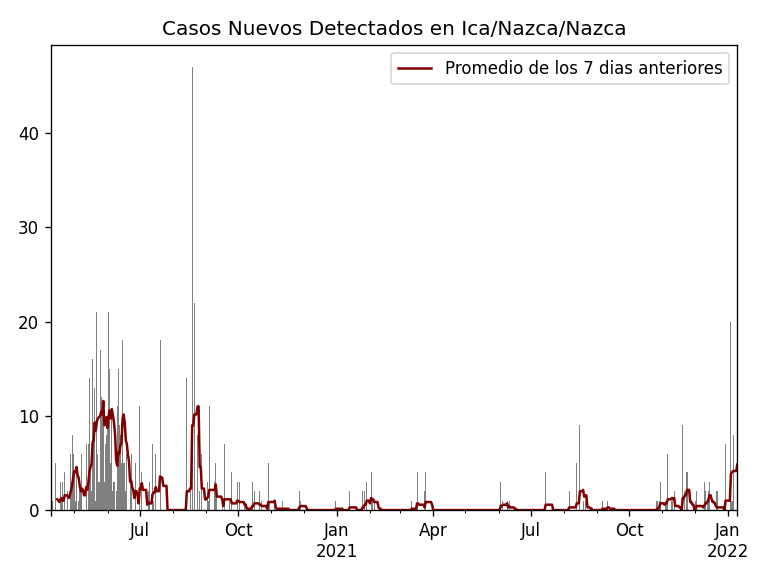 Casos Nuevos Detectados en Ica/Nazca/Nazca
Promedio de los 7 dias anteriores
40
30
20
10
0
Jul
Oct
Jan
2021
Apr
Jul
Oct
Jan
2022